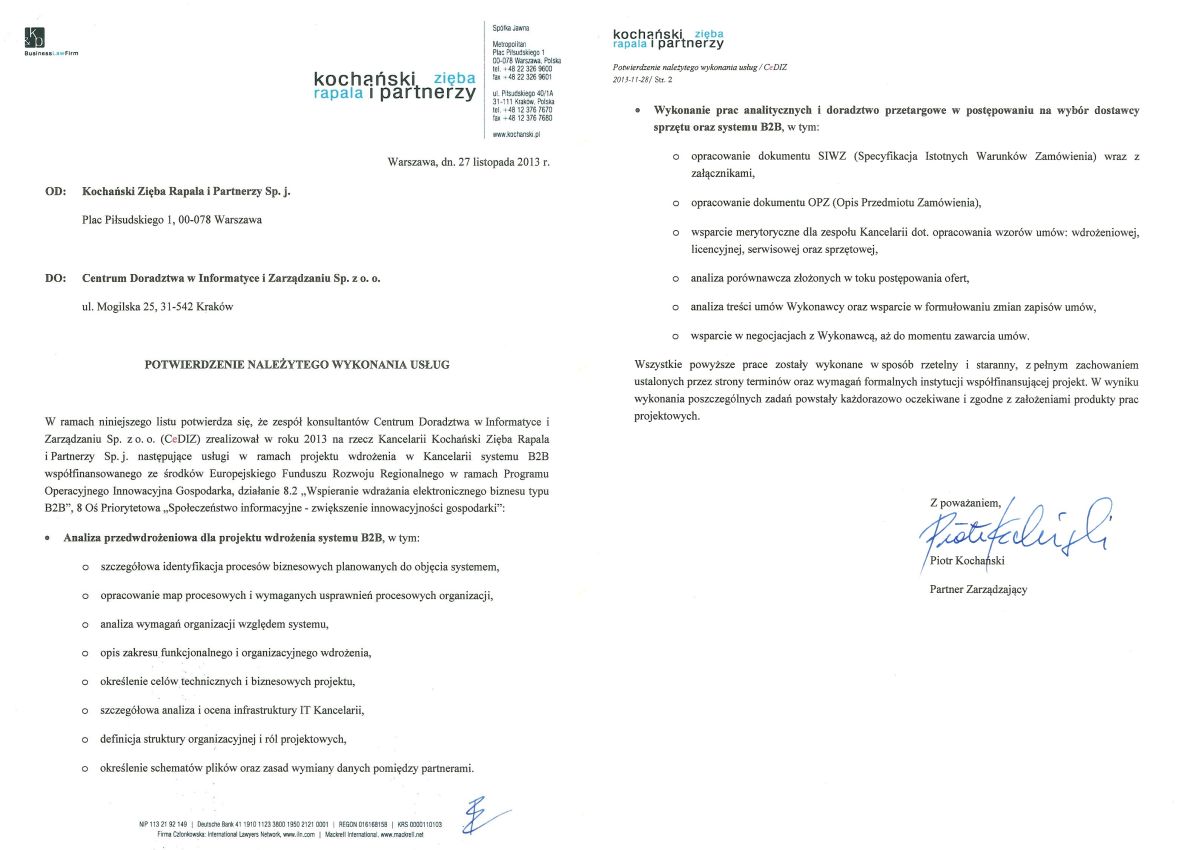 K&P
BusinessLawFirm
kochański zięba
rapala i partnerzy
Spółka Jawna
Metropolitan
Plac Piłsudskiego 1
00-078 Warszawa, Polska
tel. +48 22 326 9600
fax +48 22 326 9601
ul. Piłsudskiego 40/1A
31-111 Kraków, Polska
tel. +48 12 376 7670
fax +48 12 376 7680
www.kochanski.pl
Warszawa, dn. 27 listopada 2013 r.
OD: Kochański Zięba Rapala i Partnerzy Sp. j.
Plac Piłsudskiego 1, 00-078 Warszawa
DO: Centrum Doradztwa w Informatyce i Zarządzaniu Sp. z o. o.
ul. Mogilska 25, 31-542 Kraków
POTWIERDZENIE NALEŻYTEGO WYKONANIA USŁUG
W ramach niniejszego listu potwierdza się, że zespół konsultantów Centrum Doradztwa w Informatyce i
Zarządzaniu Sp. z o. o. (CeDIZ) zrealizował w roku 2013 na rzecz Kancelarii Kochański Zięba Rapala
i Partnerzy Sp. j. następujące usługi w ramach projektu wdrożenia w Kancelarii systemu B2B
współfinansowanego ze środków Europejskiego Funduszu Rozwoju Regionalnego w ramach Programu
Operacyjnego Innowacyjna Gospodarka, działanie 8.2 „Wspieranie wdrażania elektronicznego biznesu typu
B2B”, 8 Oś Priorytetowa „Społeczeństwo informacyjne - zwiększenie innowacyjności gospodarki”:
• Analiza przedwdrożeniowa dla projektu wdrożenia systemu B2B, w tym:
o szczegółowa identyfikacja procesów biznesowych planowanych do objęcia systemem,
o opracowanie map procesowych i wymaganych usprawnień procesowych organizacji,
o analiza wymagań organizacji względem systemu,
o opis zakresu funkcjonalnego i organizacyjnego wdrożenia,
o określenie celów technicznych i biznesowych projektu,
o szczegółowa analiza i ocena infrastruktury IT Kancelarii,
o definicja struktury organizacyjnej i ról projektowych,
o określenie schematów plików oraz zasad wymiany danych pomiędzy partnerami.
NIP 113 21 92 149 | Deutsche Bank 41 1910 1123 3800 1950 2121 0001 | REGON 016168158 | KRS 0000110103
Firma Członkowska: International Lawyers Network, www.iln.com | Mackrell International, www.mackrell.net
kochański zięba
rapala i partnerzy
Potwierdzenie należytego wykonania usług / CeDIZ
2013-11-28/ Str. 2
• Wykonanie prac analitycznych i doradztwo przetargowe w postępowaniu na wybór dostawcy
sprzętu oraz systemu B2B, w tym:
o opracowanie dokumentu SIWZ (Specyfikacja Istotnych Warunków Zamówienia) wraz z
załącznikami,
o opracowanie dokumentu OPZ (Opis Przedmiotu Zamówienia),
o wsparcie merytoryczne dla zespołu Kancelarii dot. opracowania wzorów umów: wdrożeniowej,
licencyjnej, serwisowej oraz sprzętowej,
o analiza porównawcza złożonych w toku postępowania ofert,
o analiza treści umów Wykonawcy oraz wsparcie w formułowaniu zmian zapisów umów,
o wsparcie w negocjacjach z Wykonawcą, aż do momentu zawarcia umów.
Wszystkie powyższe prace zostały wykonane w sposób rzetelny i staranny, z pełnym zachowaniem
ustalonych przez strony terminów oraz wymagań formalnych instytucji współfinansującej projekt. W wyniku
wykonania poszczególnych zadań powstały każdorazowo oczekiwane i zgodne z założeniami produkty prac
projektowych.
Z poważaniem,
Piotr Kochański
Piotr Kochański
Partner Zarządzający